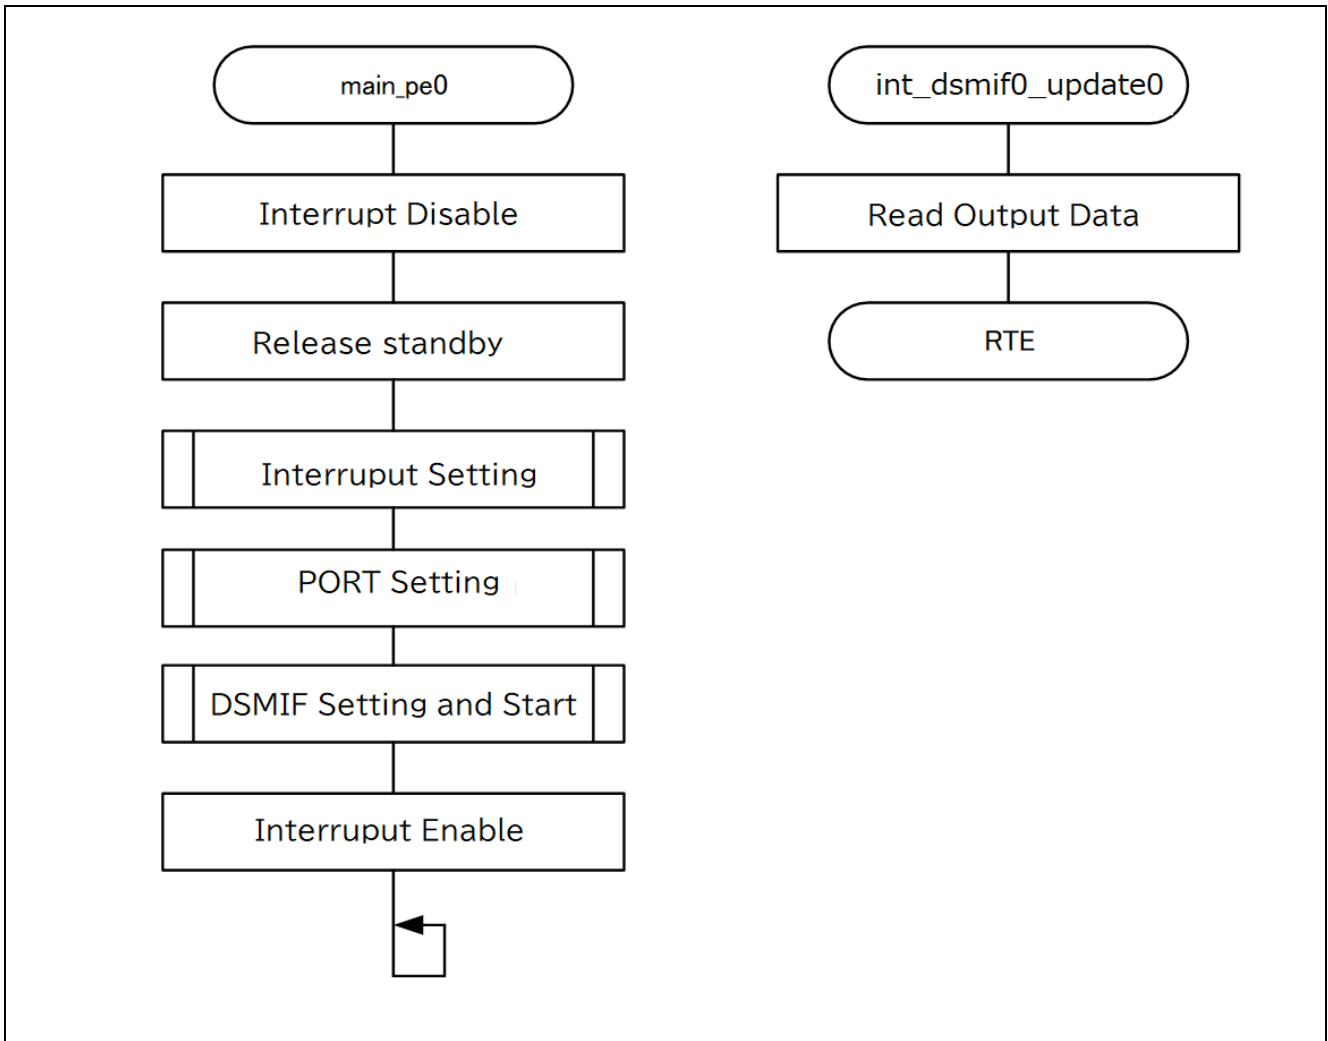 main_pe0
Interrupt Disable
Release standby
Interruput Setting
PORT Setting
DSMIF Setting and Start
Interruput Enable
int_dsmif0_update0
Read Output Data
RTE